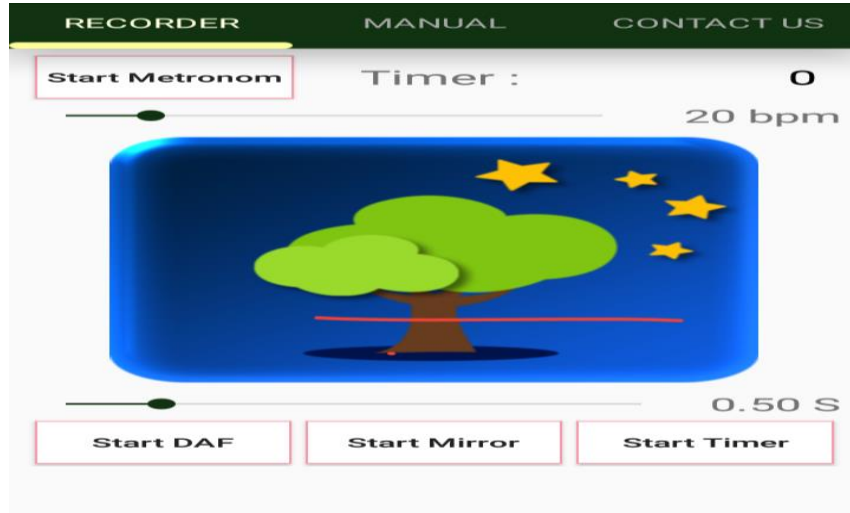 RECORDER MANUAL CONTACT US
Start Metronom Timer : 0
20 bpm
0.50 S
Start DAF Start Mirror Start Timer